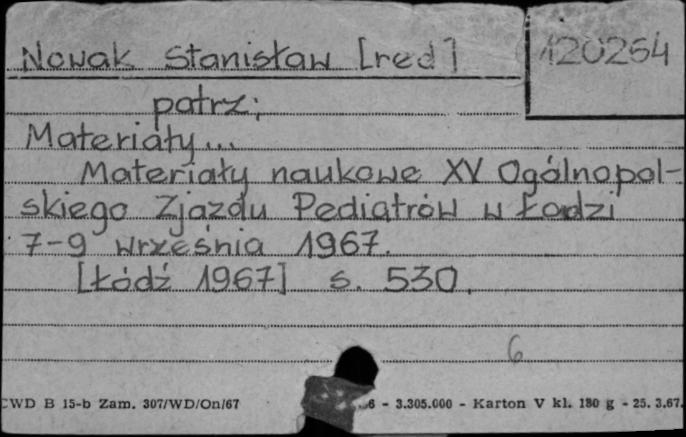 Nowak Stanisław [red] 120264
patrz;
Materiały...
Materiały naukowe XV Ogólnopol-
skiego Zjazdu Pediatrów w Łodzi
7-9 września 1967.
[Łódź 1967] s. 530.
6
CWD B 15-b Zam. 307/WD/On/67 6 - 3.305.000 - Karton V kl. 180 g - 25.3.67.